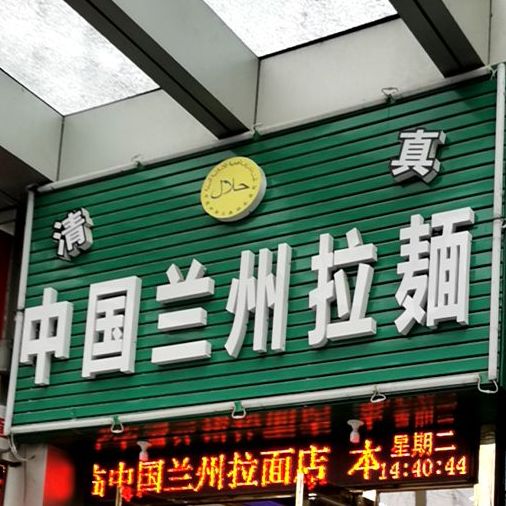 清 حلال 真
中国兰州拉麵
临中国兰州拉面店 本
星期二
14:40:44